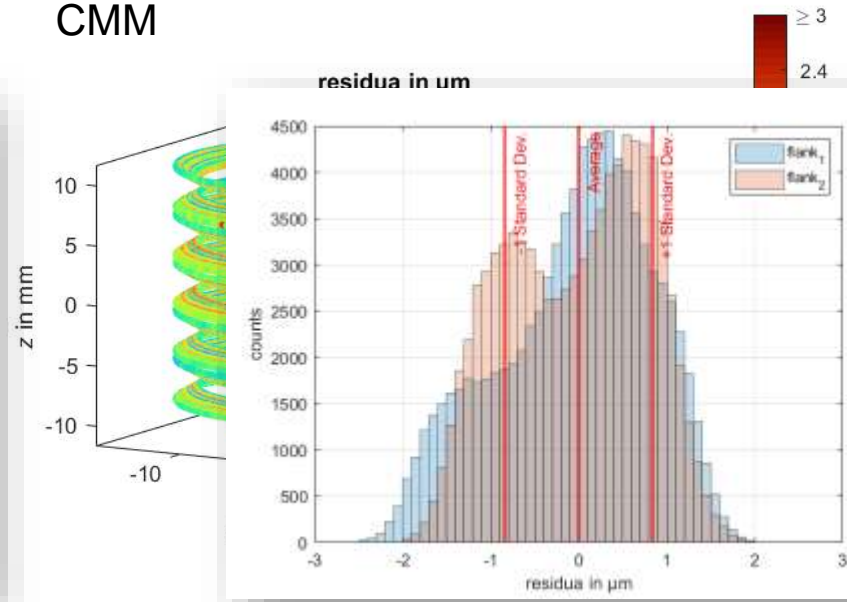 CMM
≥ 3
2.4
residua in µm
10
5
0
-5
-10
z in mm
-10
4500
4000
3500
3000
2500
2000
1500
1000
500
0
counts
-1 Standard Dev.
Average
+1 Standard Dev.
flank₁
flank₂
-3
-2
-1
0
1
2
3
residua in µm